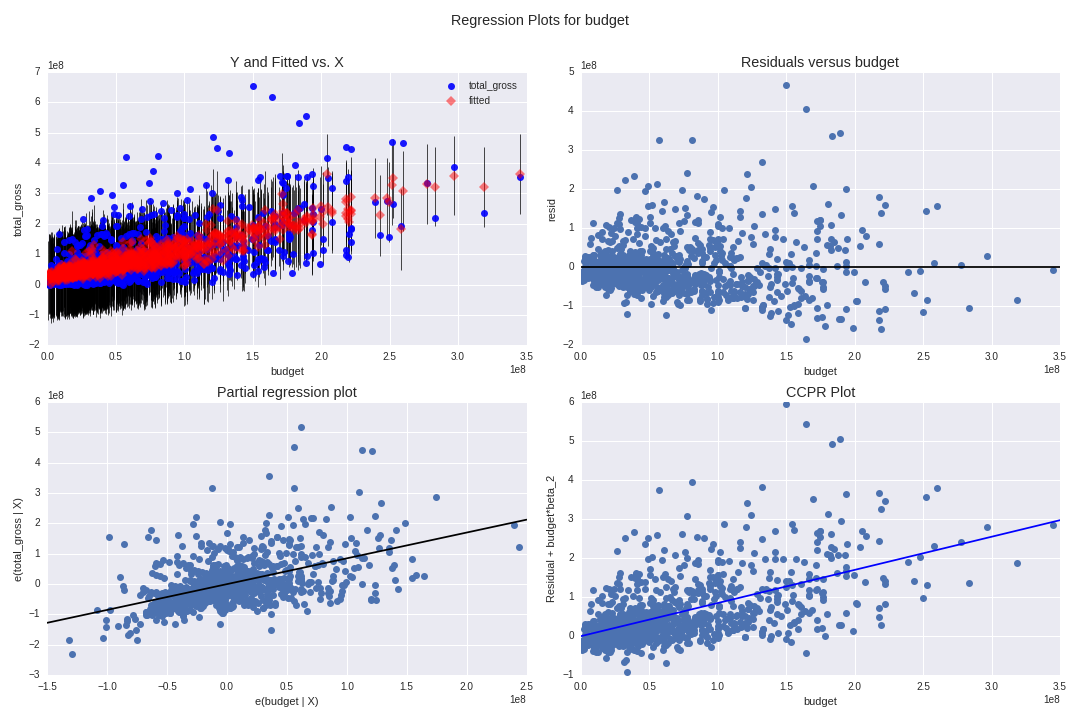 Regression Plots for budget
Y and Fitted vs. X
1e8
7
6
5
4
3
2
1
0
−1
−2
total_gross
total_gross
fitted
0.0 0.5 1.0 1.5 2.0 2.5 3.0 3.5
budget
1e8
Residuals versus budget
1e8
5
4
3
2
1
0
−1
−2
resid
0.0 0.5 1.0 1.5 2.0 2.5 3.0 3.5
budget
1e8
Partial regression plot
1e8
6
5
4
3
2
1
0
−1
−2
−3
e(total_gross | X)
−1.5 −1.0 −0.5 0.0 0.5 1.0 1.5 2.0 2.5
e(budget | X)
1e8
CCPR Plot
1e8
6
5
4
3
2
1
0
−1
Residual + budget*beta_2
0.0 0.5 1.0 1.5 2.0 2.5 3.0 3.5
budget
1e8